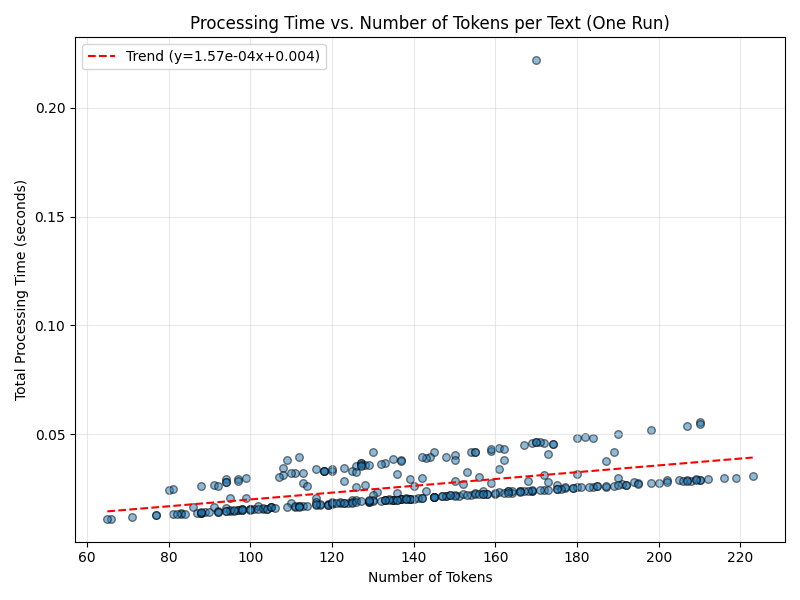 Processing Time vs. Number of Tokens per Text (One Run)
Trend (y=1.57e-04x+0.004)
Total Processing Time (seconds)
0.20
0.15
0.10
0.05
60 80 100 120 140 160 180 200 220
Number of Tokens